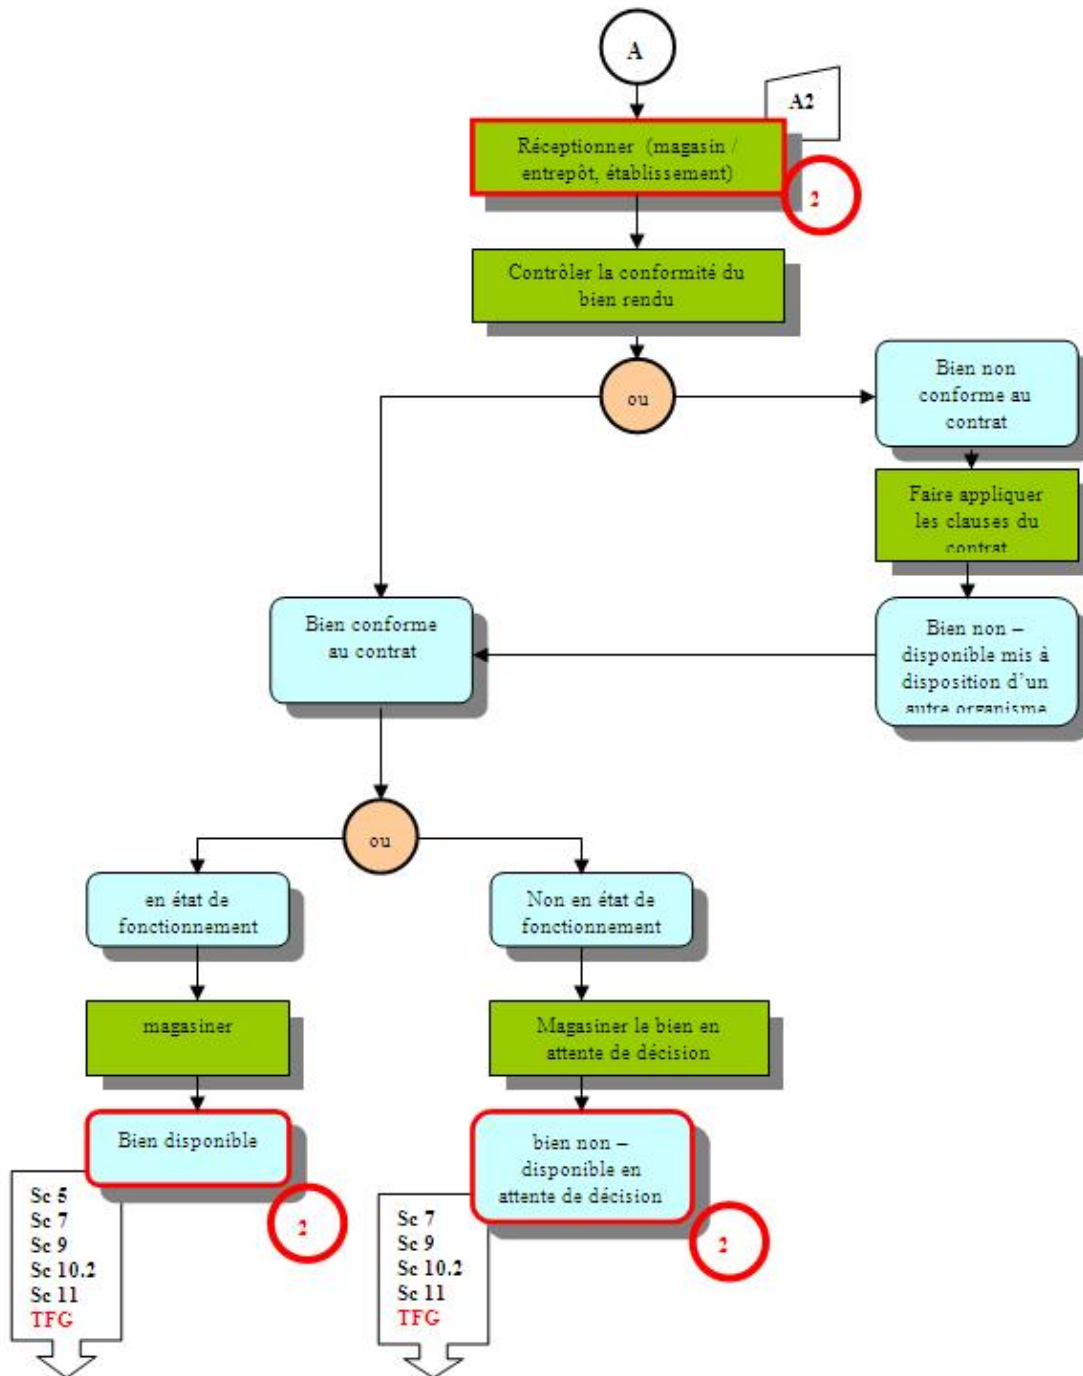 A
A2
Réceptionner (magasin /
entrepôt, établissement)
2
Contrôler la conformité du
bien rendu
ou
Bien non
conforme au
contrat
Faire appliquer
les clauses du
contrat
Bien conforme
au contrat
Bien non –
disponible mis à
disposition d'un
autre organisme
ou
en état de
fonctionnement
Non en état de
fonctionnement
magasiner
Magasiner le bien en
attente de décision
Bien disponible
bien non –
disponible en
attente de décision
Sc 5
Sc 7
Sc 9
Sc 10.2
Sc 11
TFG
2
Sc 7
Sc 9
Sc 10.2
Sc 11
TFG
2